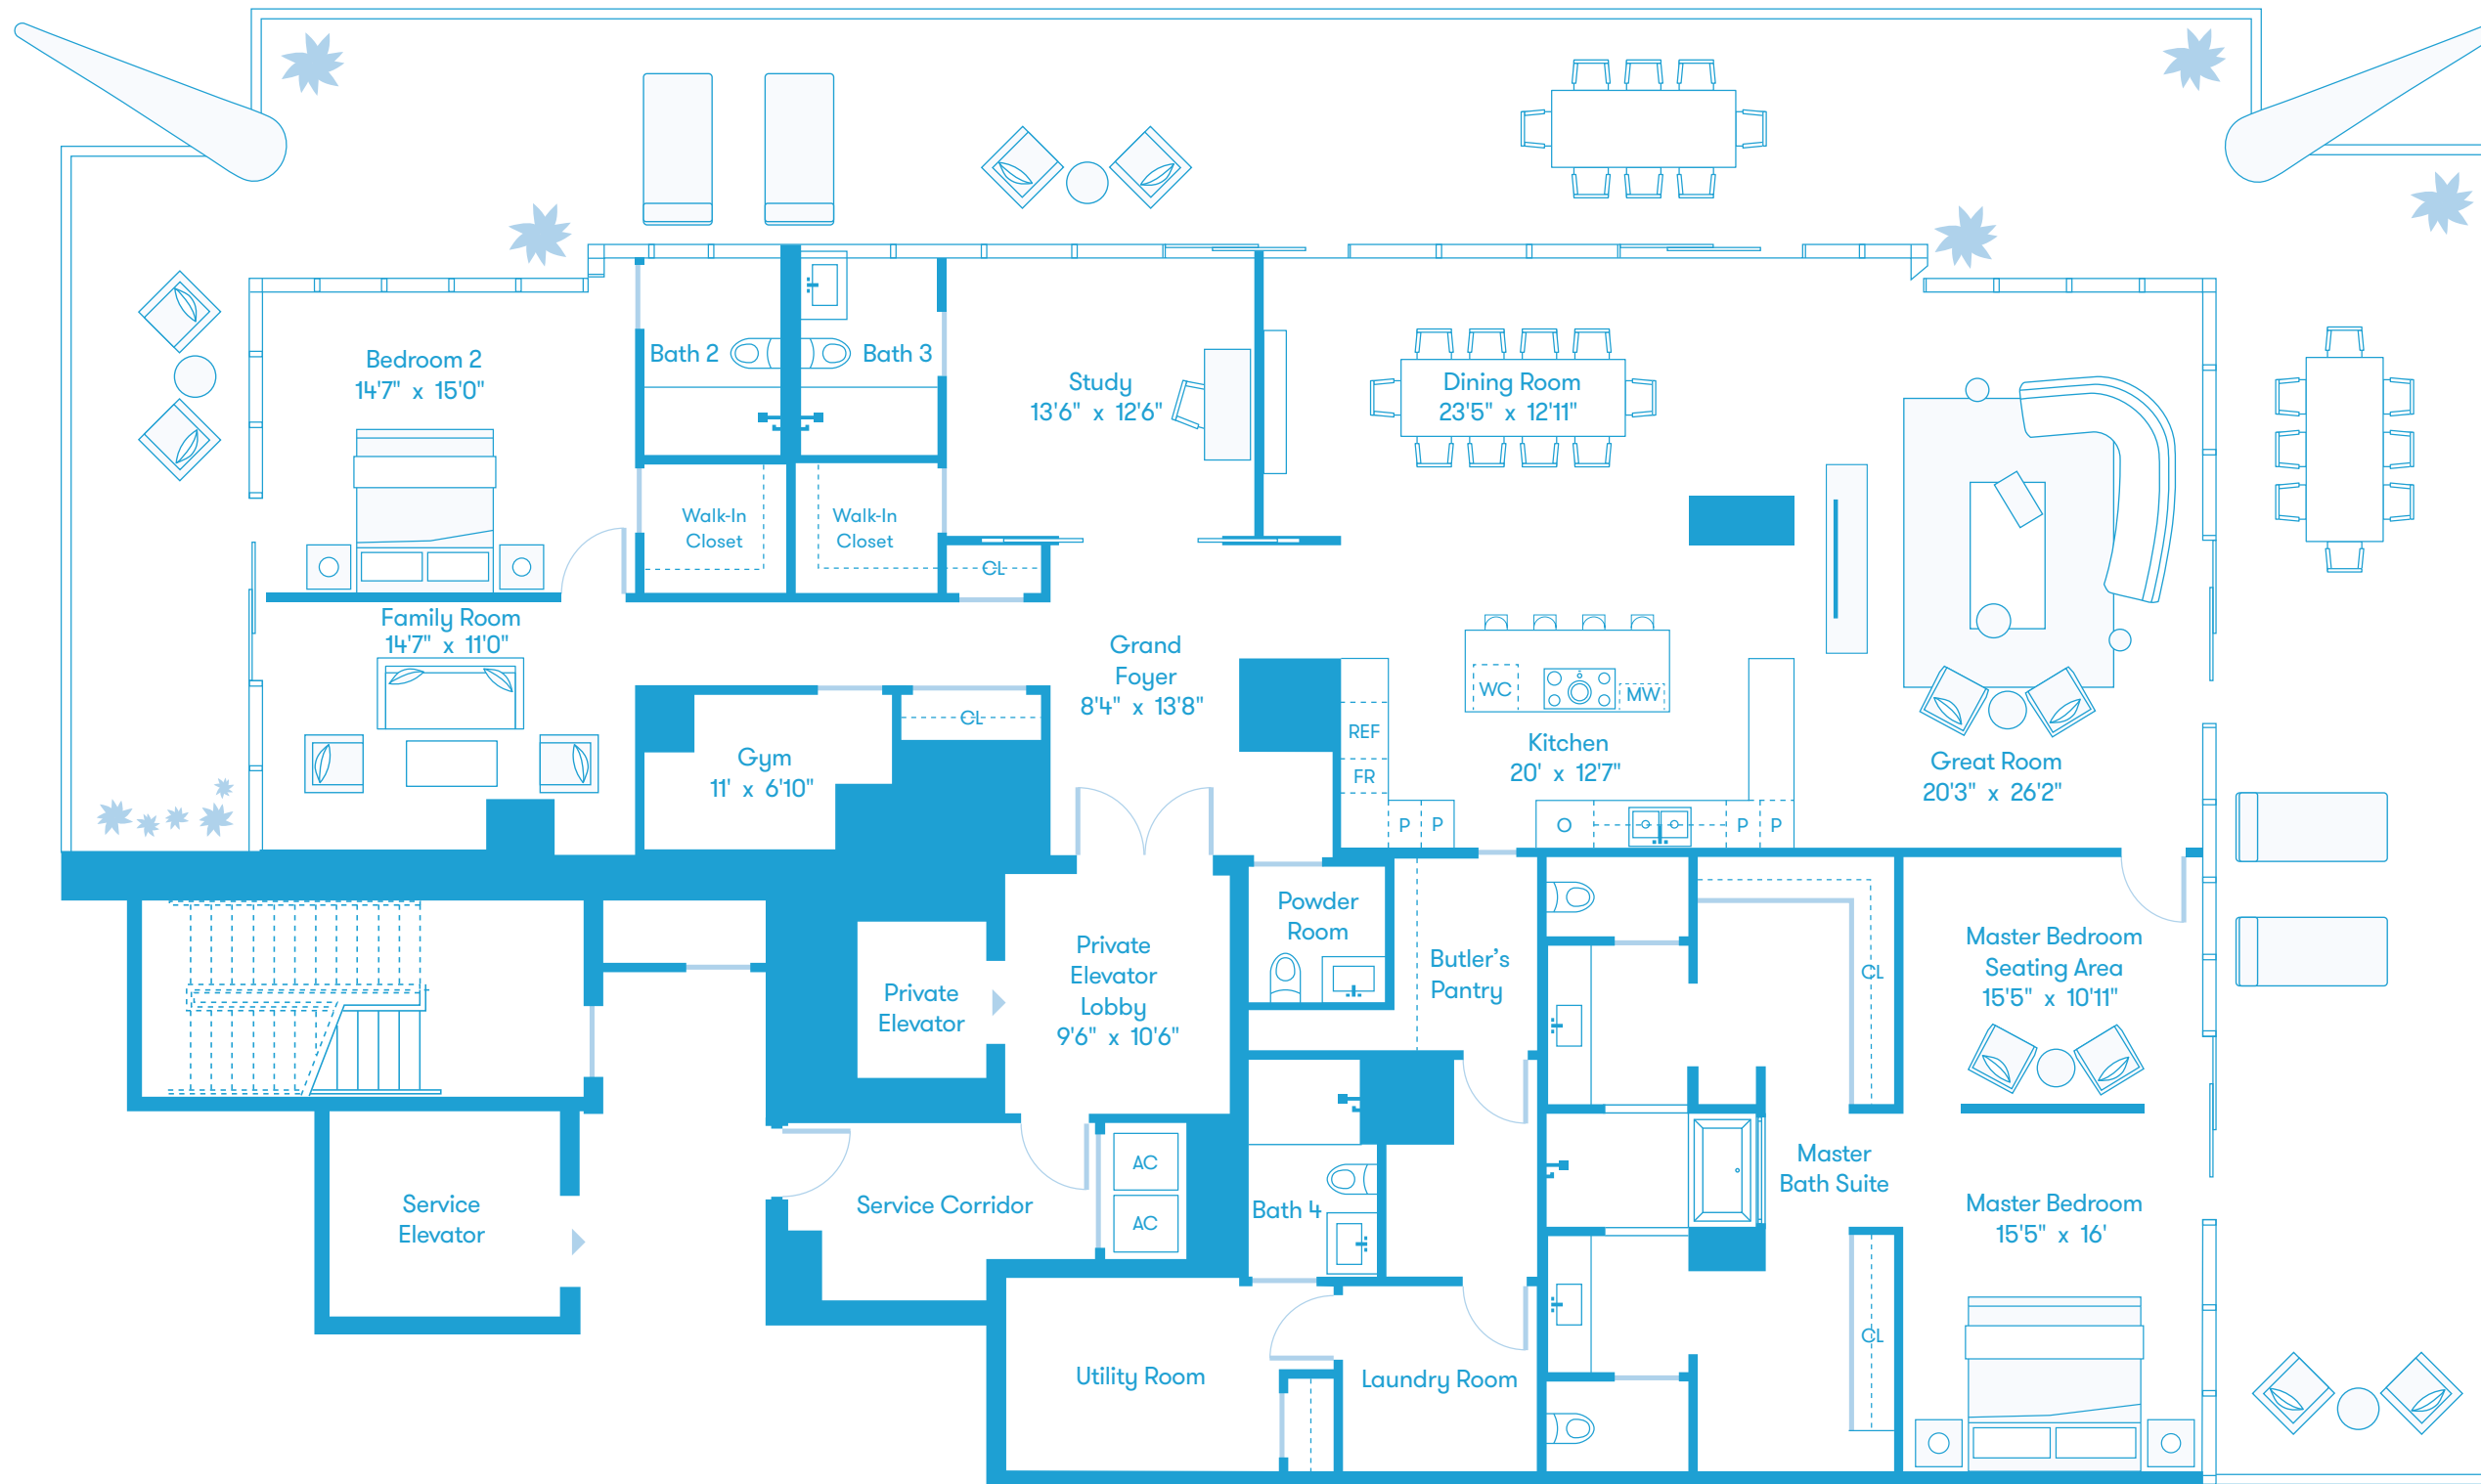 Bedroom 2
14'7" x 15'0"
Bath 2
Bath 3
Study
13'6" x 12'6"
Dining Room
23'5" x 12'11"
Walk-In
Closet
Walk-In
Closet
CL
Family Room
14'7" x 11'0"
Grand
Foyer
8'4" x 13'8"
CL
Gym
11' x 6'10"
WC
MW
REF
FR
Kitchen
20' x 12'7"
P
P
O
P
P
Great Room
20'3" x 26'2"
Powder
Room
Butler's
Pantry
CL
Master Bedroom
Seating Area
15'5" x 10'11"
Private
Elevator
Private
Elevator
Lobby
9'6" x 10'6"
Service
Elevator
Service Corridor
AC
AC
Bath 4
Master
Bath Suite
Master Bedroom
15'5" x 16'
CL
Utility Room
Laundry Room